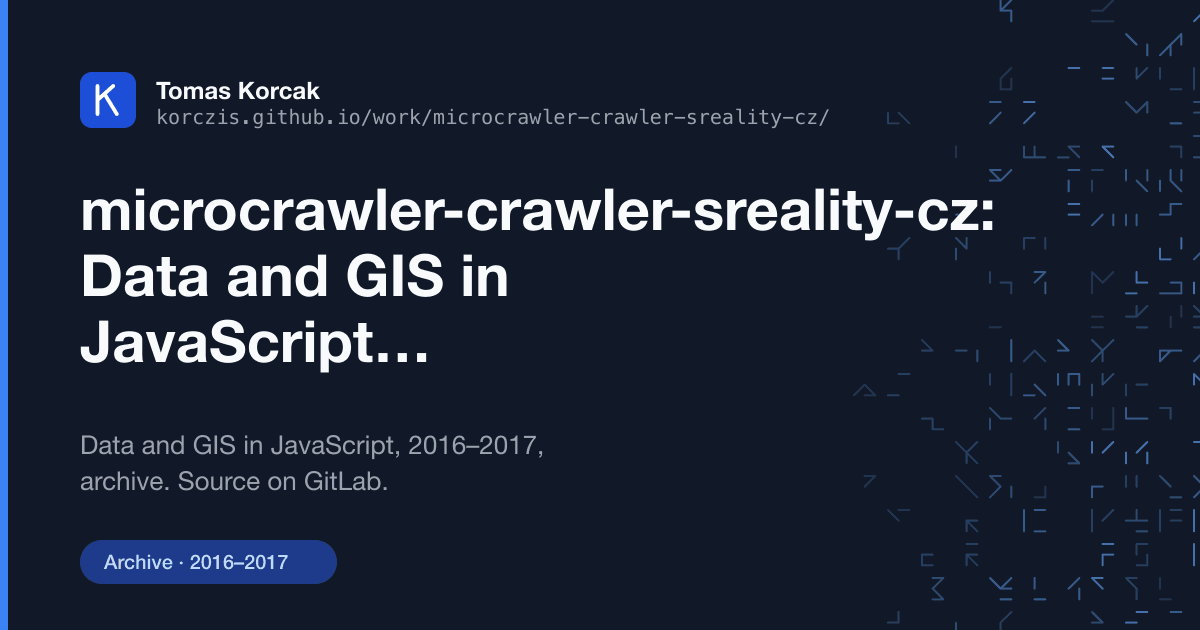 K
Tomas Korcak
korczis.github.io/work/microcrawler-crawler-sreality-cz/
microcrawler-crawler-sreality-cz:
Data and GIS in
JavaScript…
Data and GIS in JavaScript, 2016–2017,
archive. Source on GitLab.
Archive · 2016–2017